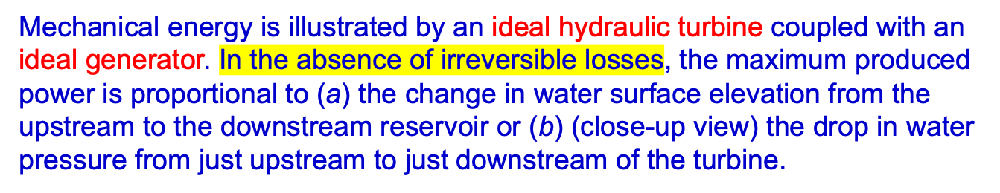 Mechanical energy is illustrated by an ideal hydraulic turbine coupled with an
ideal generator. In the absence of irreversible losses, the maximum produced
power is proportional to (a) the change in water surface elevation from the
upstream to the downstream reservoir or (b) (close-up view) the drop in water
pressure from just upstream to just downstream of the turbine.